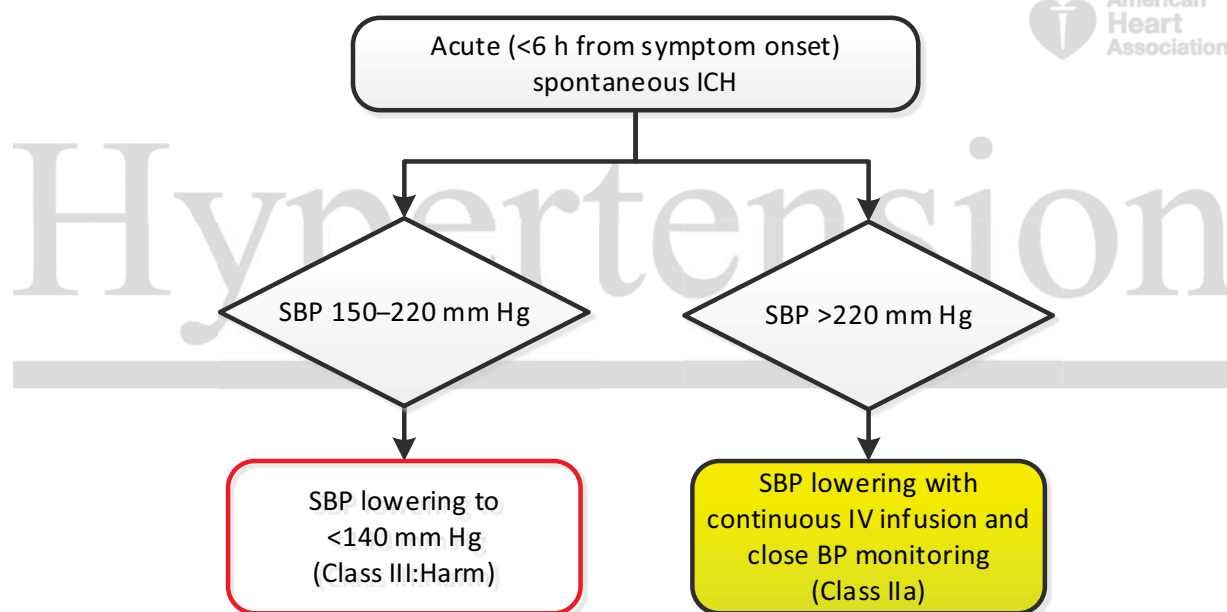 American
Heart
Association
Acute (<6 h from symptom onset)
spontaneous ICH
Hypertension
SBP 150–220 mm Hg
SBP >220 mm Hg
SBP lowering to
<140 mm Hg
(Class III:Harm)
SBP lowering with
continuous IV infusion and
close BP monitoring
(Class IIa)